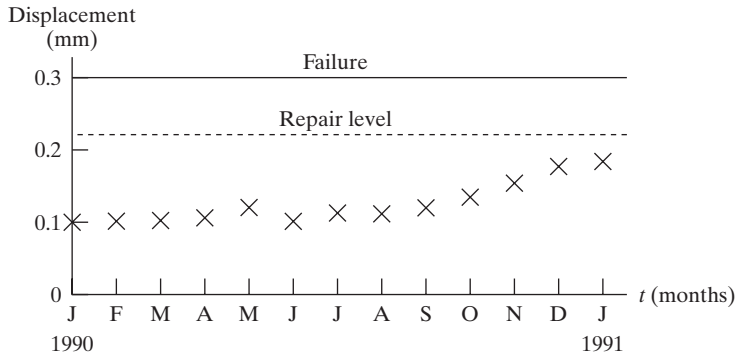 Displacement
(mm)
Failure
0.3
Repair level
0.2
0.1
0
t (months)
J F M A M J J A S O N D J
1990 1991